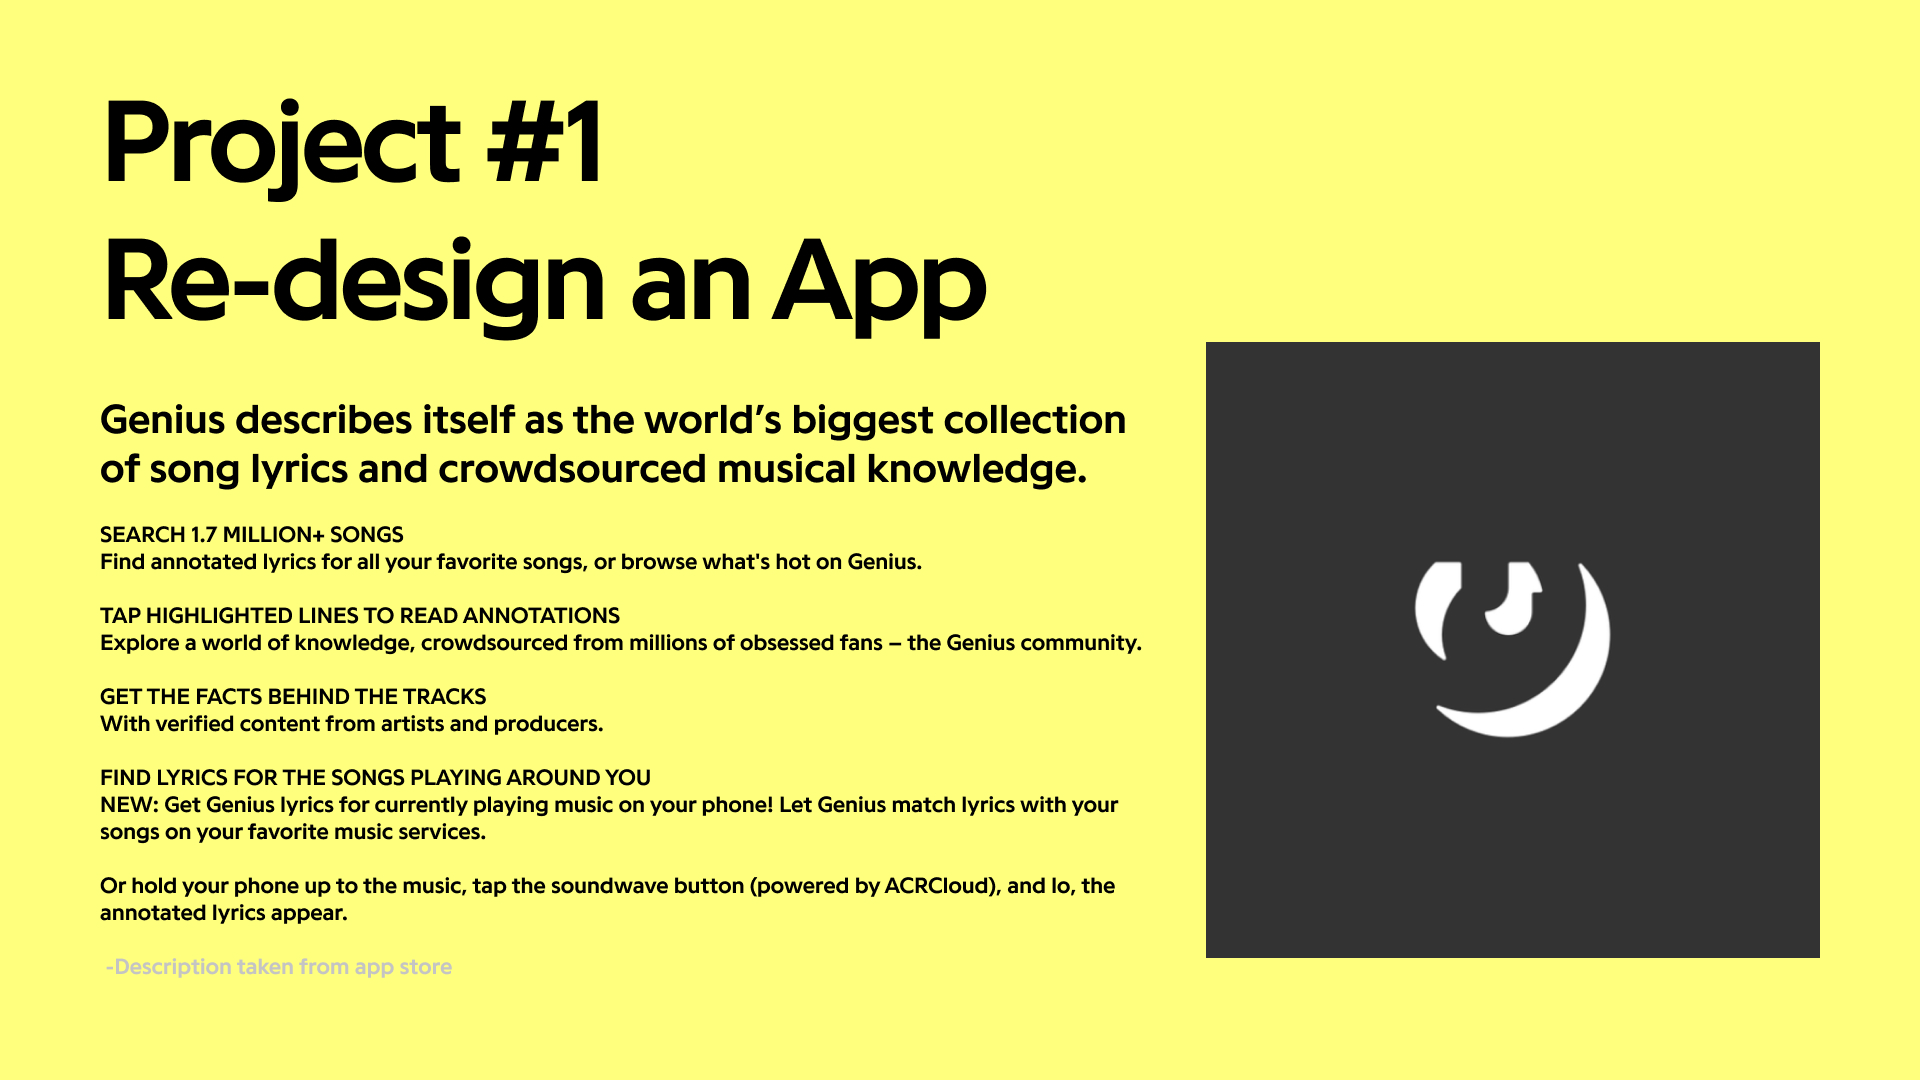 Project #1
Re-design an App
Genius describes itself as the world’s biggest collection
of song lyrics and crowdsourced musical knowledge.
SEARCH 1.7 MILLION+ SONGS
Find annotated lyrics for all your favorite songs, or browse what's hot on Genius.
TAP HIGHLIGHTED LINES TO READ ANNOTATIONS
Explore a world of knowledge, crowdsourced from millions of obsessed fans – the Genius community.
GET THE FACTS BEHIND THE TRACKS
With verified content from artists and producers.
FIND LYRICS FOR THE SONGS PLAYING AROUND YOU
NEW: Get Genius lyrics for currently playing music on your phone! Let Genius match lyrics with your
songs on your favorite music services.
Or hold your phone up to the music, tap the soundwave button (powered by ACRCloud), and lo, the
annotated lyrics appear.
-Description taken from app store